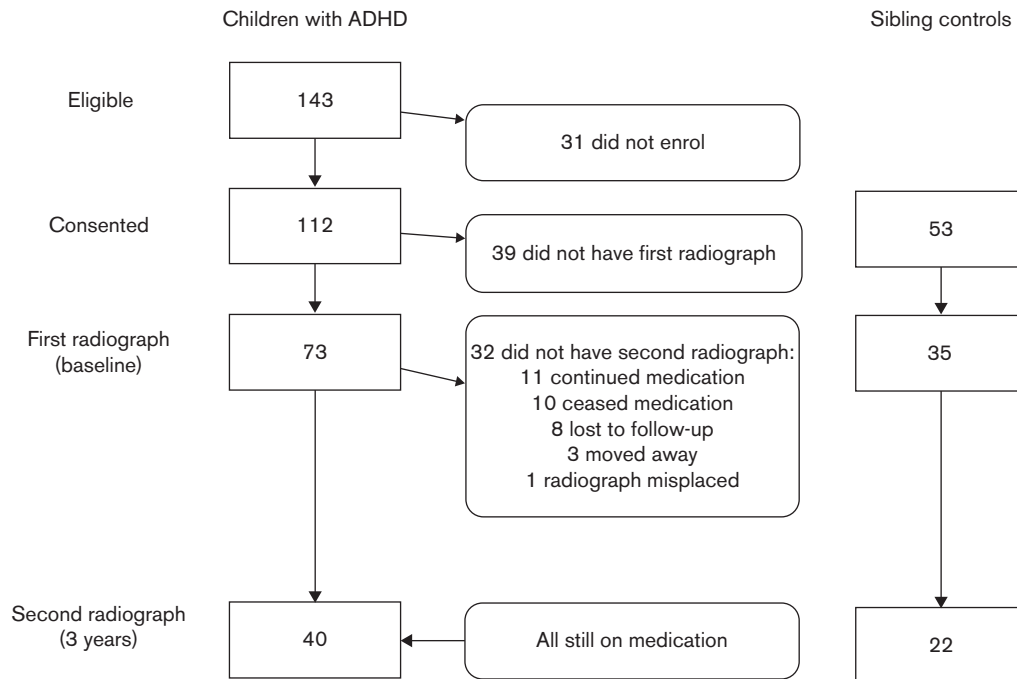 Children with ADHD
Sibling controls
Eligible
143
31 did not enrol
Consented
112
39 did not have first radiograph
53
First radiograph
(baseline)
73
32 did not have second radiograph:
11 continued medication
10 ceased medication
8 lost to follow-up
3 moved away
1 radiograph misplaced
35
Second radiograph
(3 years)
40
All still on medication
22